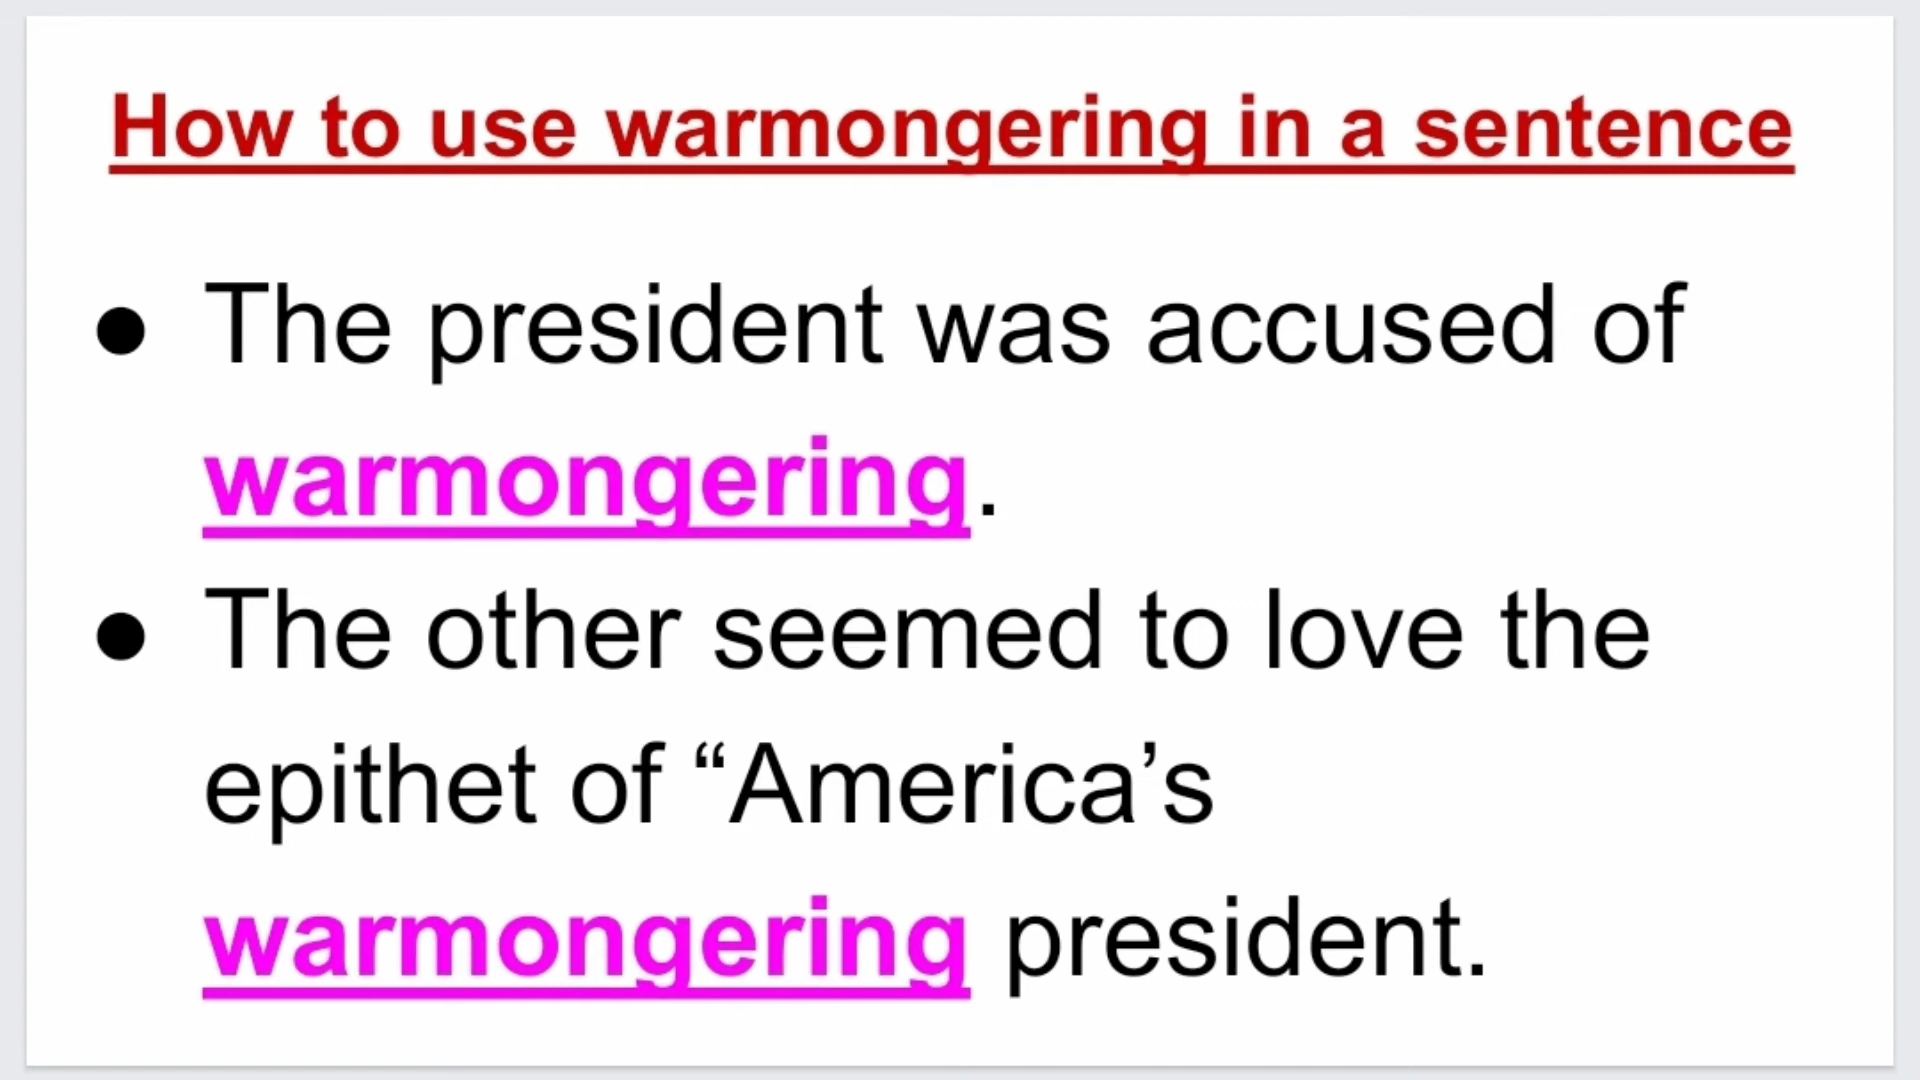 How to use warmongering in a sentence
● The president was accused of
warmongering.
● The other seemed to love the
epithet of “America’s
warmongering president.